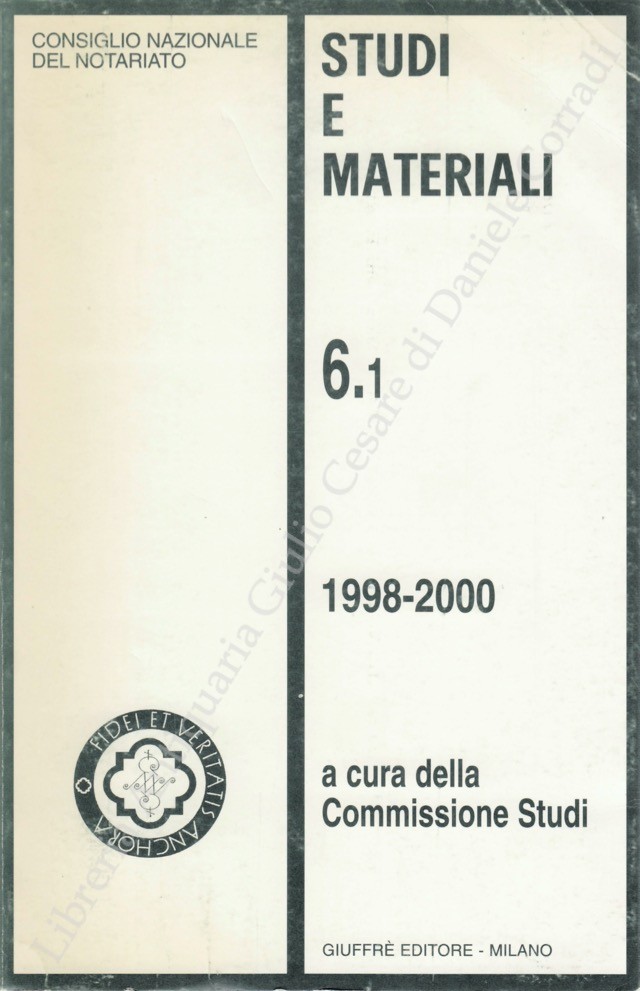 CONSIGLIO NAZIONALE
DEL NOTARIATO
STUDI
E
MATERIALI
6.1
1998-2000
FIDEI ET VERITATIS ANCHORA
a cura della
Commissione Studi
GIUFFRÈ EDITORE - MILANO
Libreria Antiquaria Giulio Cesare di Daniele Corradi